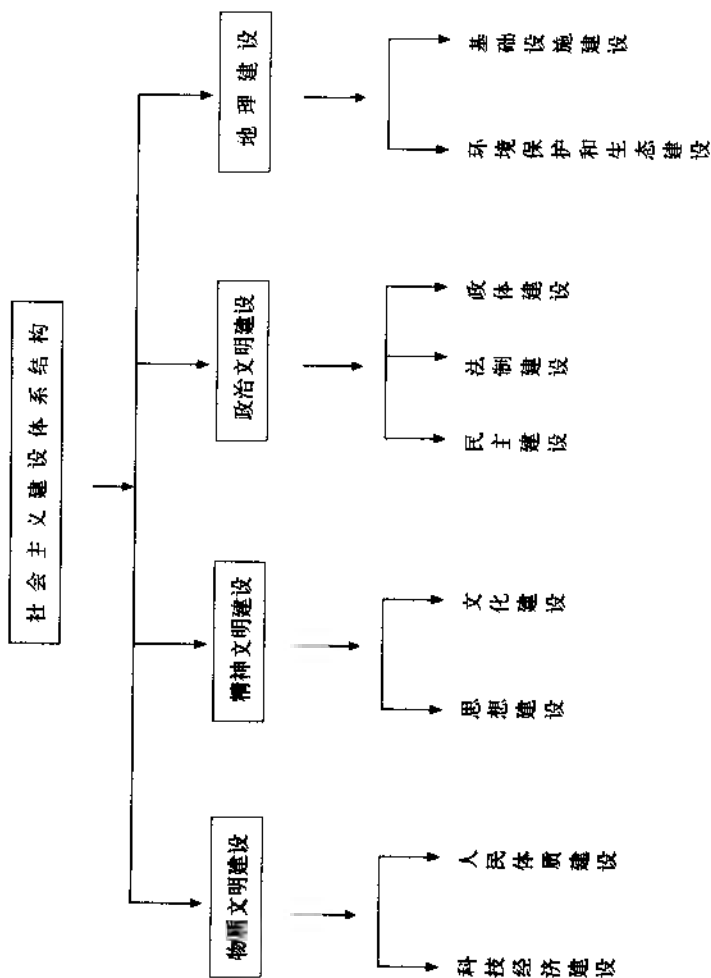 社会主义建设体系结构
物质文明建设
精神文明建设
政治文明建设
地理建设
科技经济建设
人民体质建设
思想建设
文化建设
民主建设
法制建设
政体建设
环境保护和生态建设
基础设施建设